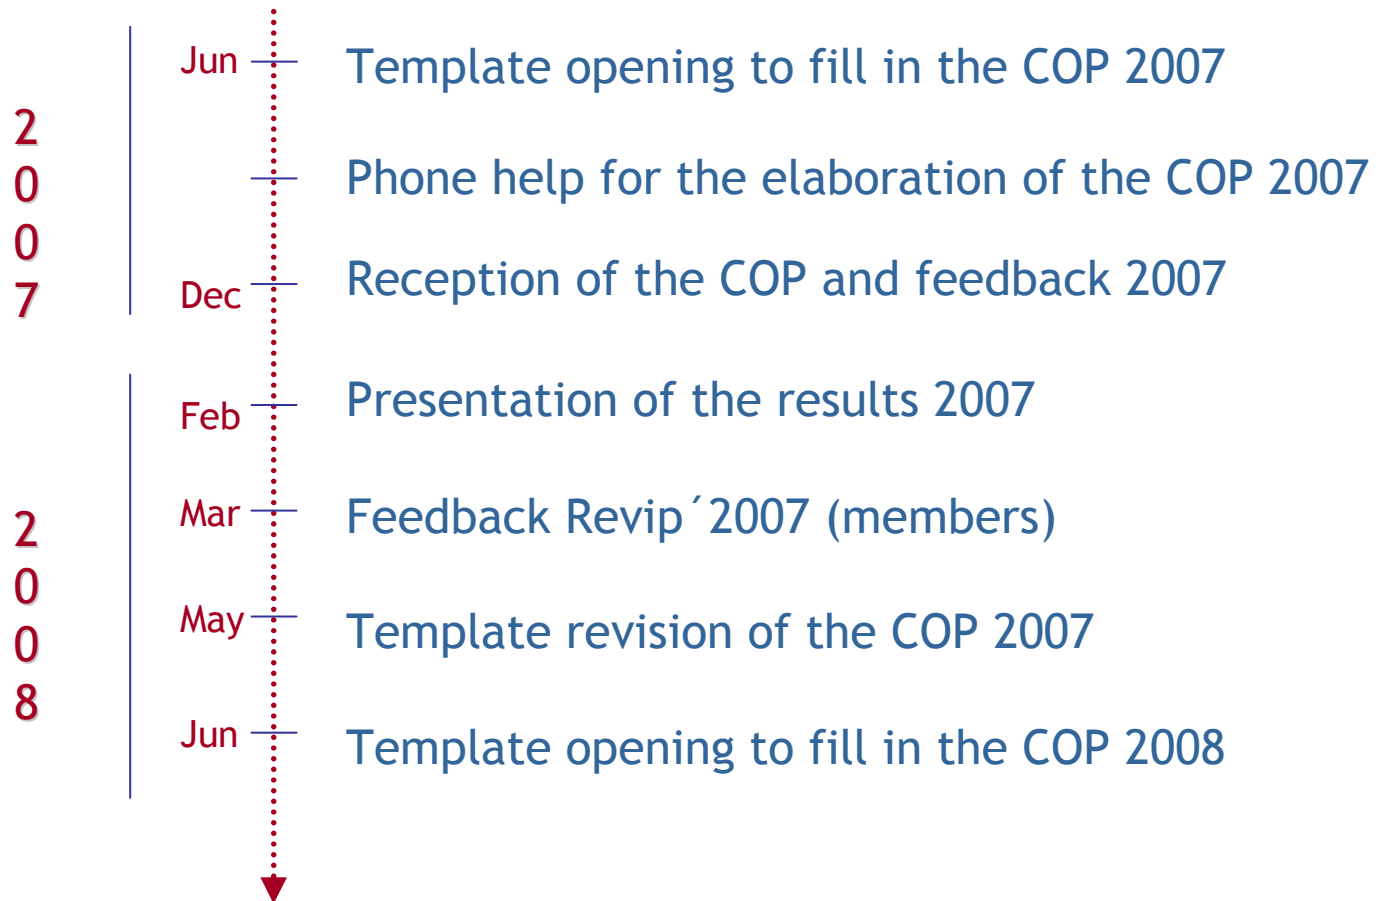 2007
Jun Template opening to fill in the COP 2007
Phone help for the elaboration of the COP 2007
Dec Reception of the COP and feedback 2007
2008
Feb Presentation of the results 2007
Mar Feedback Revip´2007 (members)
May Template revision of the COP 2007
Jun Template opening to fill in the COP 2008